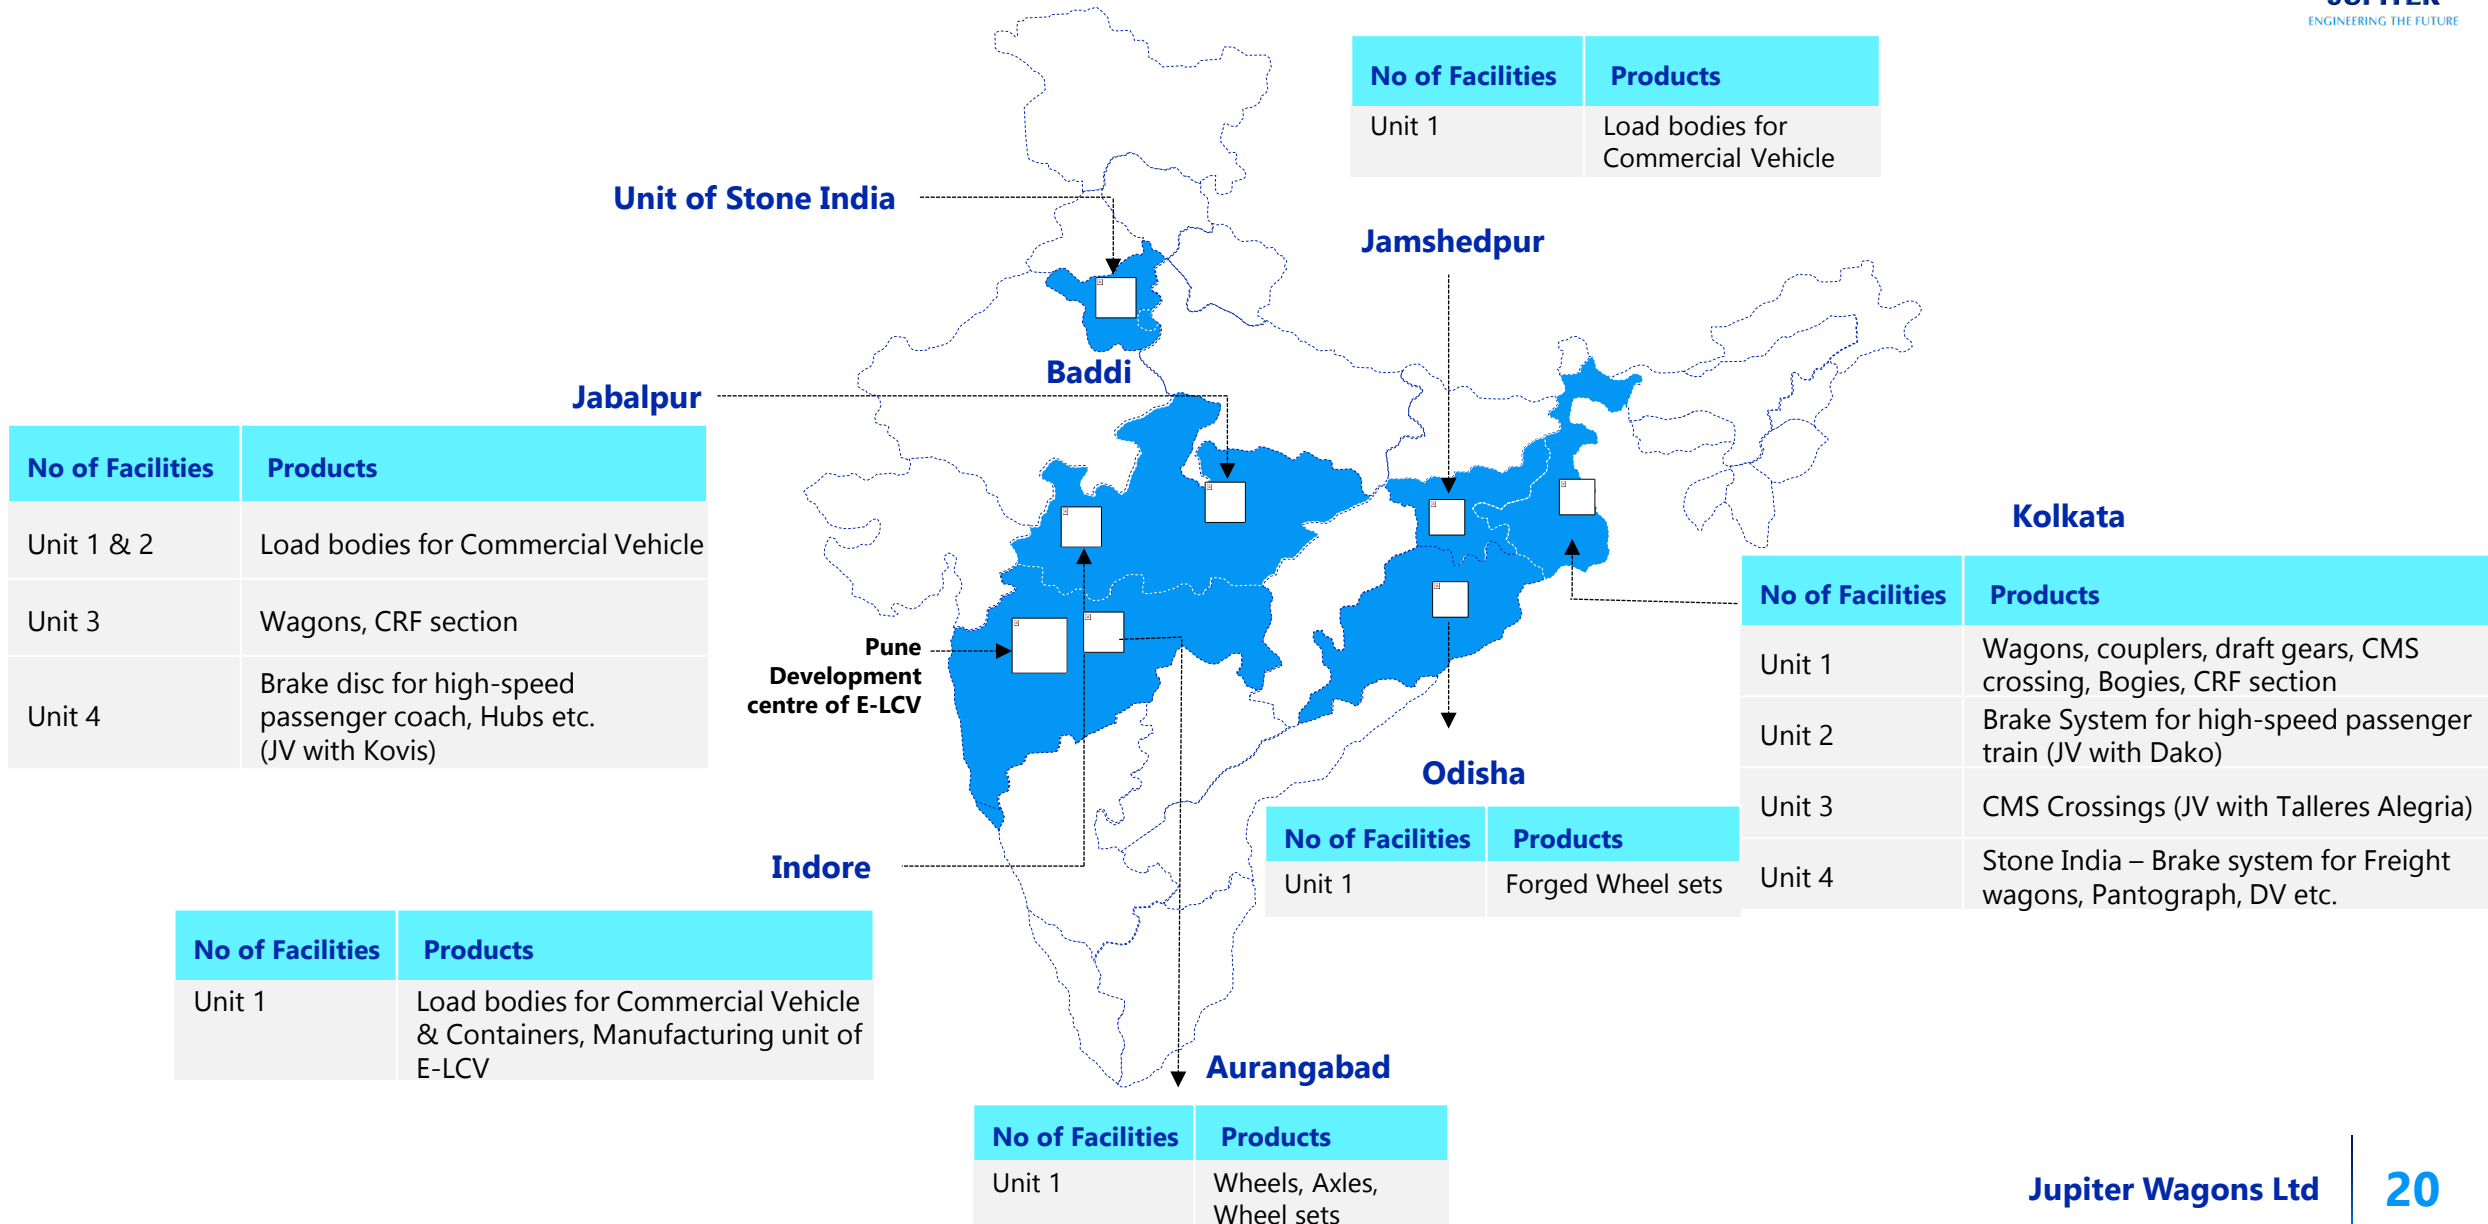 ENGINEERING THE FUTURE
No of Facilities Products
Unit 1 Load bodies for
Commercial Vehicle
Unit of Stone India
Jamshedpur
Baddi
Jabalpur
No of Facilities Products
Unit 1 & 2 Load bodies for Commercial Vehicle
Unit 3 Wagons, CRF section
Unit 4 Brake disc for high-speed
passenger coach, Hubs etc.
(JV with Kovis)
Kolkata
No of Facilities Products
Unit 1 Wagons, couplers, draft gears, CMS
crossing, Bogies, CRF section
Unit 2 Brake System for high-speed passenger
train (JV with Dako)
Unit 3 CMS Crossings (JV with Talleres Alegria)
Unit 4 Stone India – Brake system for Freight
wagons, Pantograph, DV etc.
Pune
Development
centre of E-LCV
Odisha
No of Facilities Products
Unit 1 Forged Wheel sets
Indore
No of Facilities Products
Unit 1 Load bodies for Commercial Vehicle
& Containers, Manufacturing unit of
E-LCV
Aurangabad
No of Facilities Products
Unit 1 Wheels, Axles,
Wheel sets
Jupiter Wagons Ltd 20